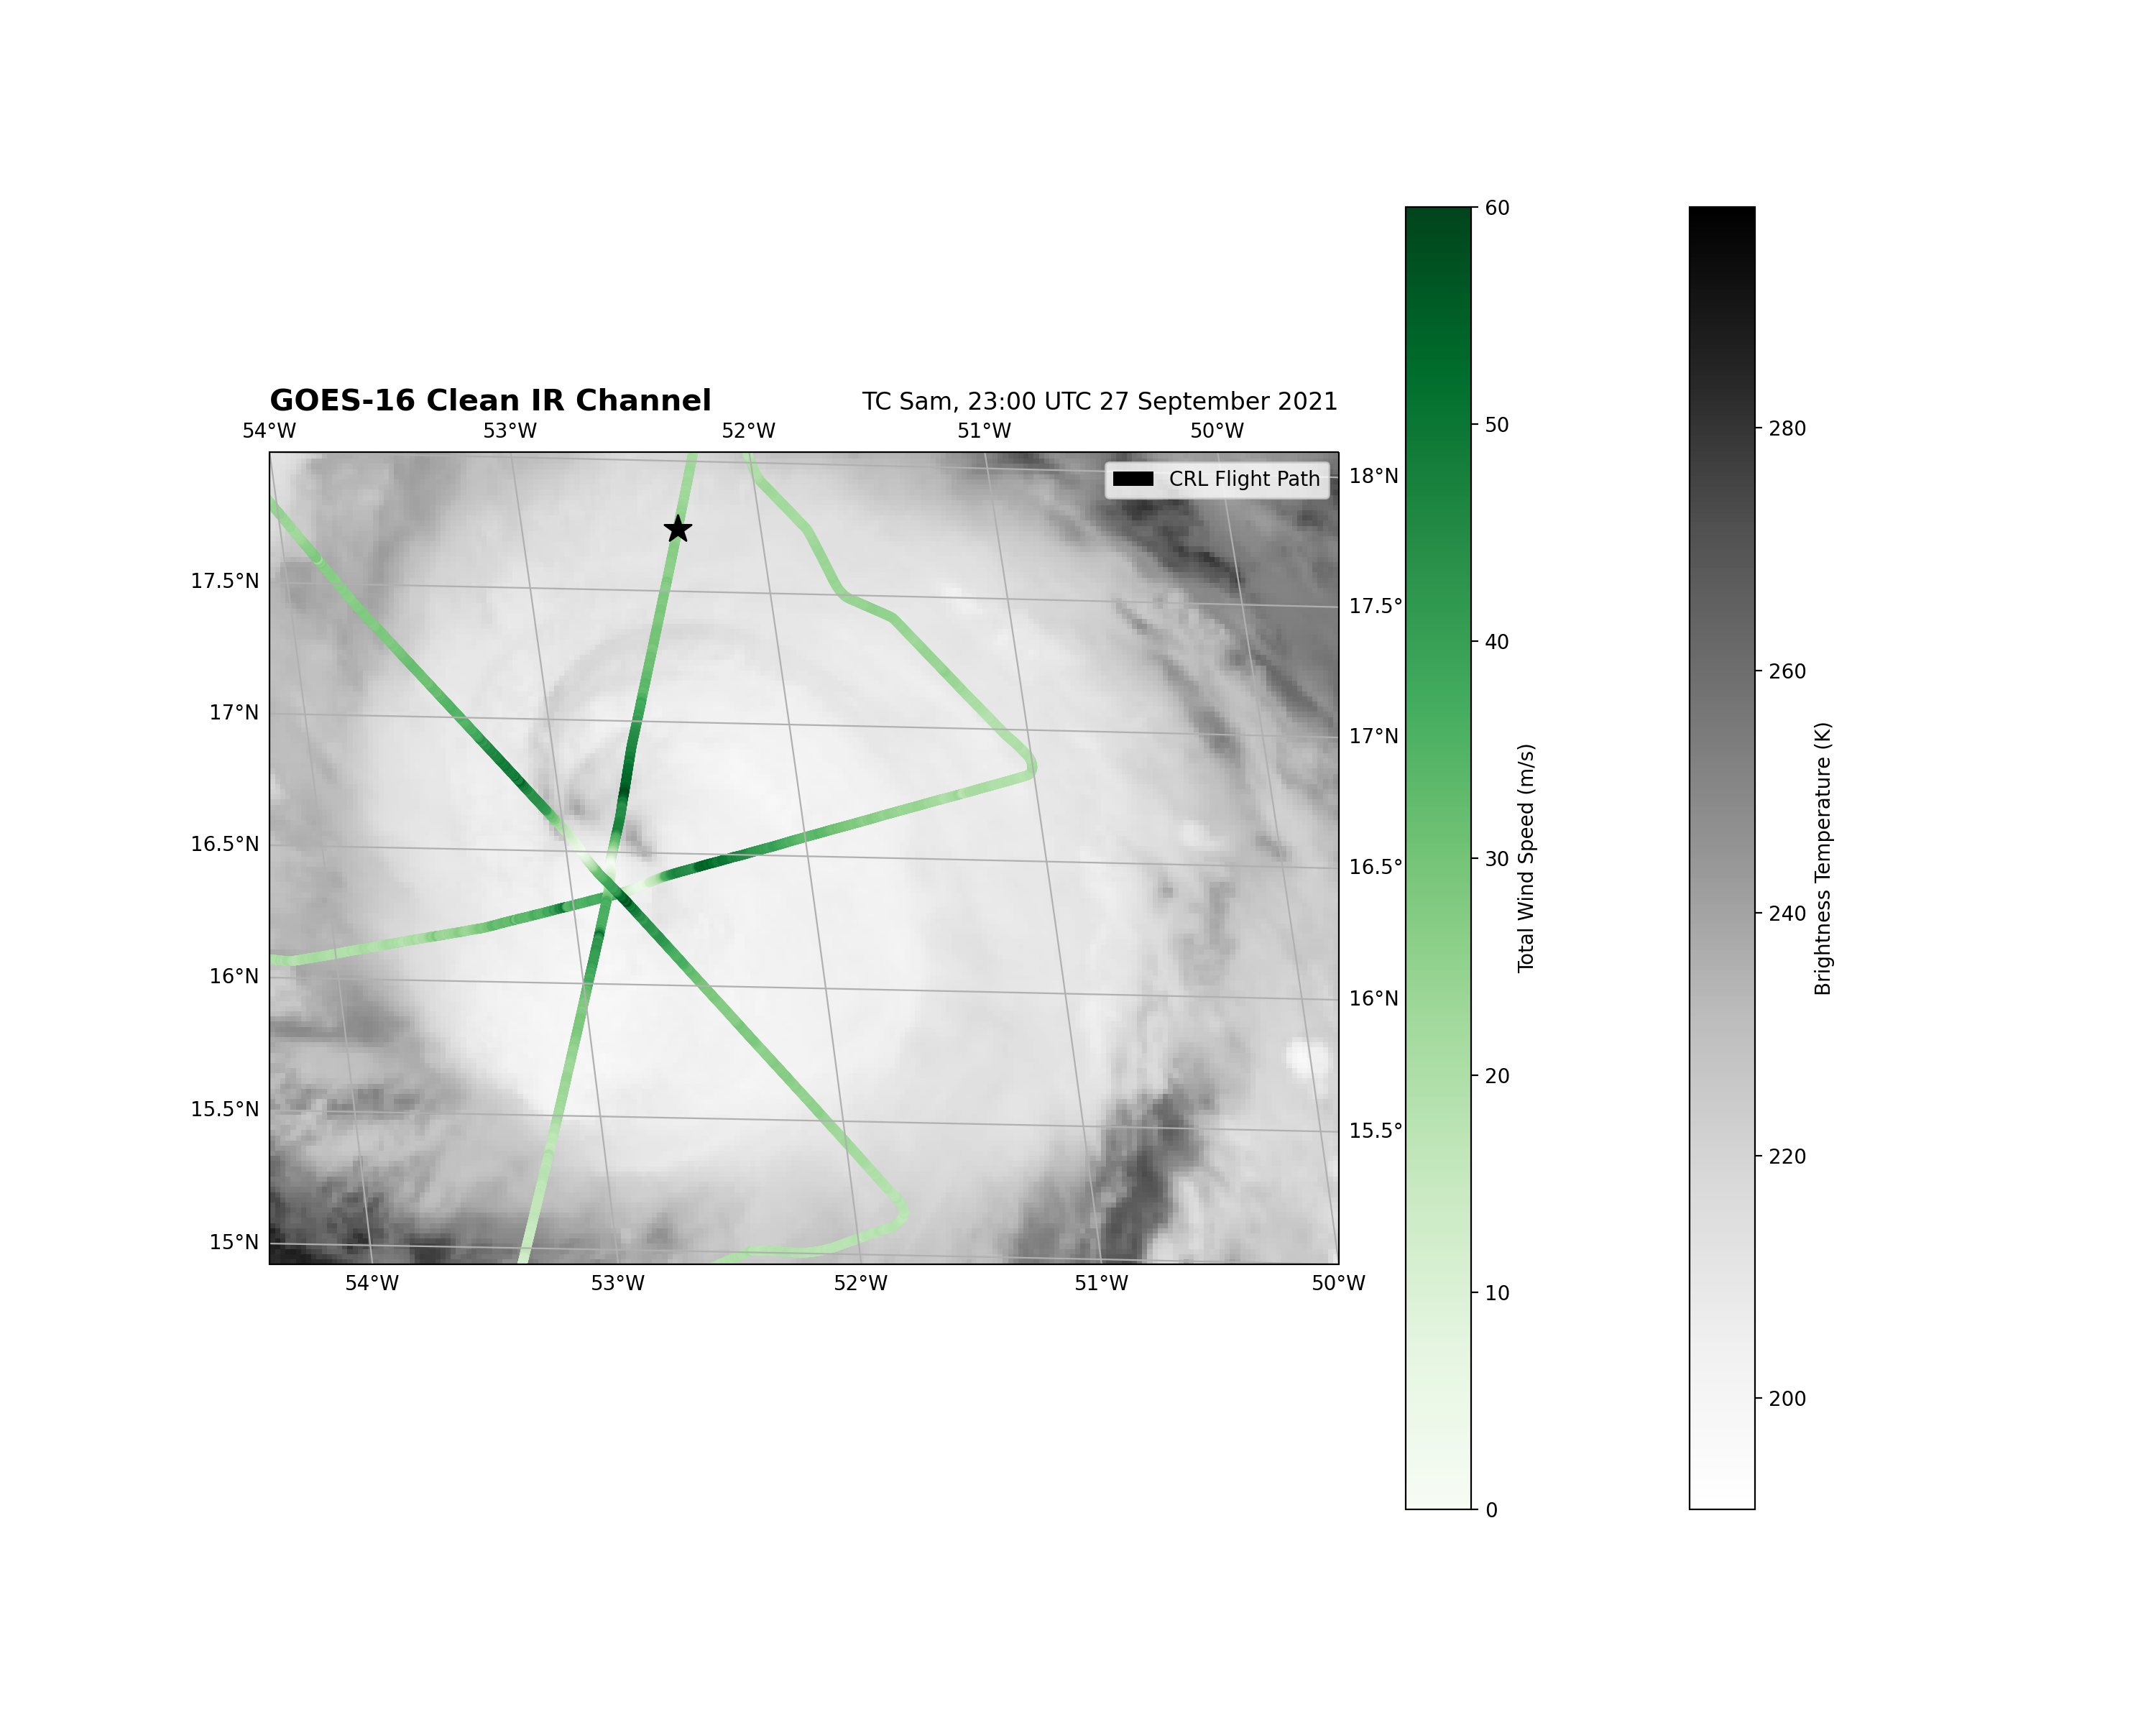 GOES-16 Clean IR Channel
TC Sam, 23:00 UTC 27 September 2021
54°W 53°W 52°W 51°W 50°W
CRL Flight Path
18°N
17.5°N
17.5°
17°N
17°N
16.5°N
16.5°
16°N
16°N
15.5°N
15.5°
15°N
54°W 53°W 52°W 51°W 50°W
60
50
40
30
20
10
0
Total Wind Speed (m/s)
280
260
240
220
200
Brightness Temperature (K)